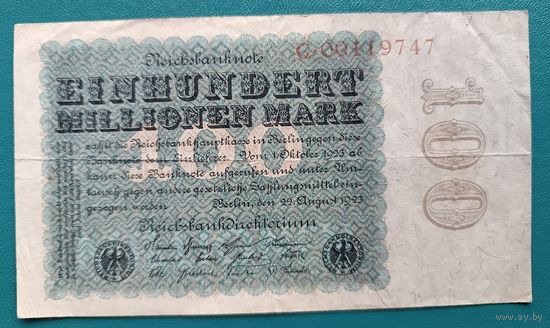 Reichsbanknote
C·00119747
EINHUNDERT
MILLIONEN MARK
zahlt die Reichsbankhauptkasse in Berlin gegen diese
Banknote dem Einlieferer. Vom 1. Oktober 1923 ab
kann diese Banknote aufgerufen und unter Um-
tausch gegen andere gesetzliche Zahlungsmittel ein-
gezogen werden
Berlin, den 22. August 1923
Reichsbankdirektorium
100
100
www.ay.by